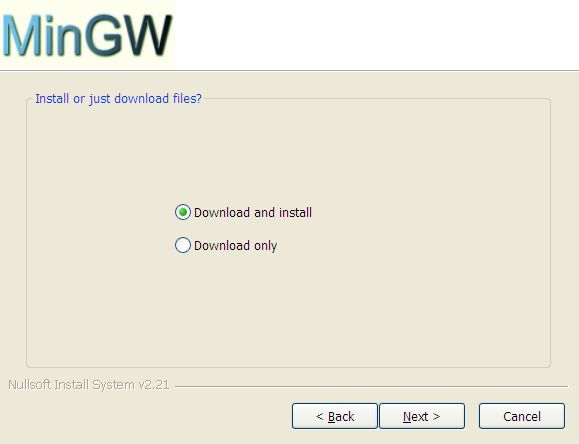 MinGW
Install or just download files?
Download and install
Download only
Nullsoft Install System v2.21
< Back
Next >
Cancel